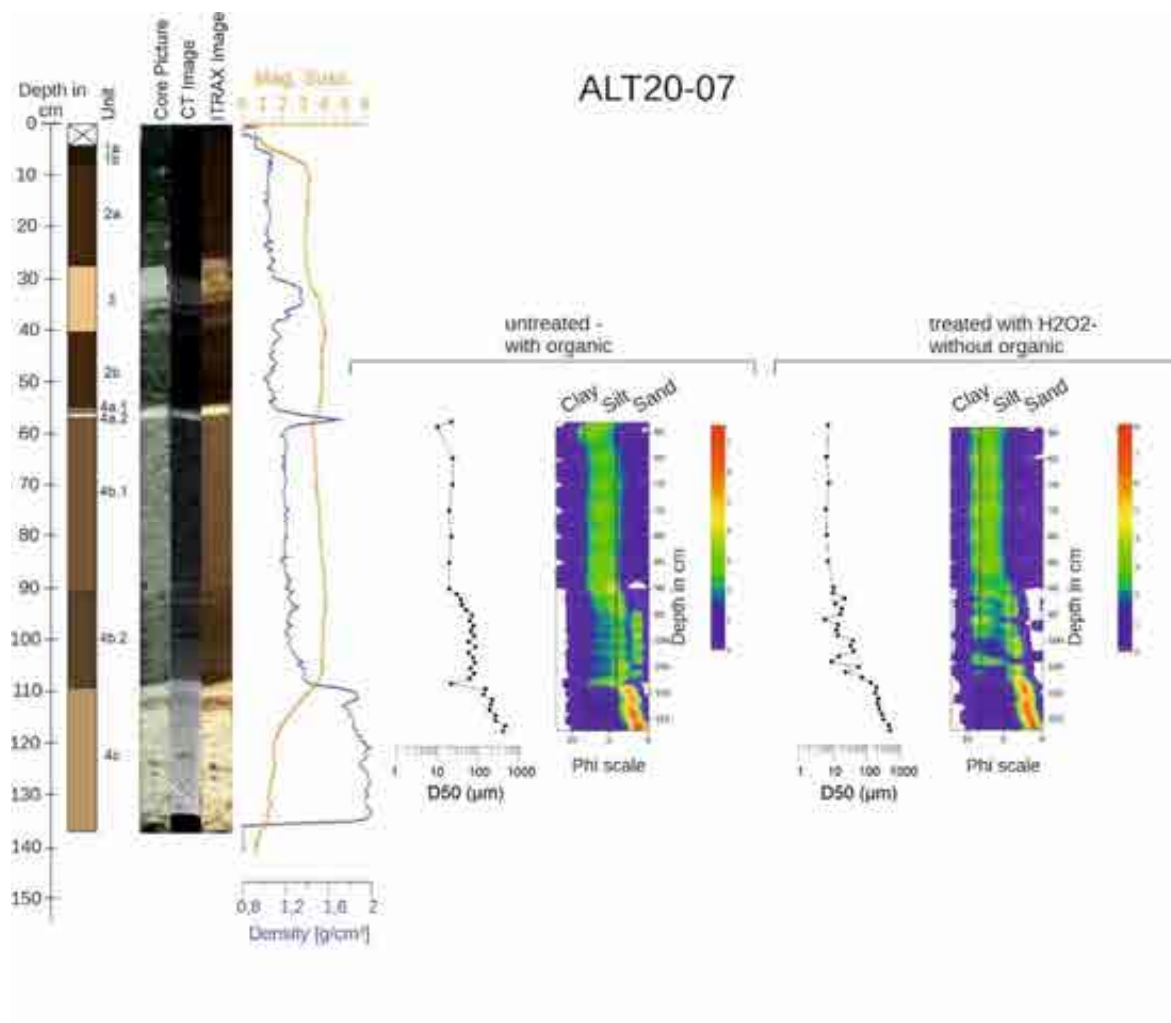 ALT20-07
Depth in
cm
Unit
Core Picture
CT Image
ITRAX Image
Mag. Susc.
0
10
20
30
40
50
60
70
80
90
100
110
120
130
140
150
2a
3
2b
4a.1
4b.1
4b.2
4c
0,8 1,2 1,6 2
Density [g/cm³]
untreated -
with organic
Clay Silt Sand
Depth in cm
Phi scale
1 10 100 1000
D50 (µm)
treated with H2O2-
without organic
Clay Silt Sand
Depth in cm
Phi scale
1 10 100 1000
D50 (µm)